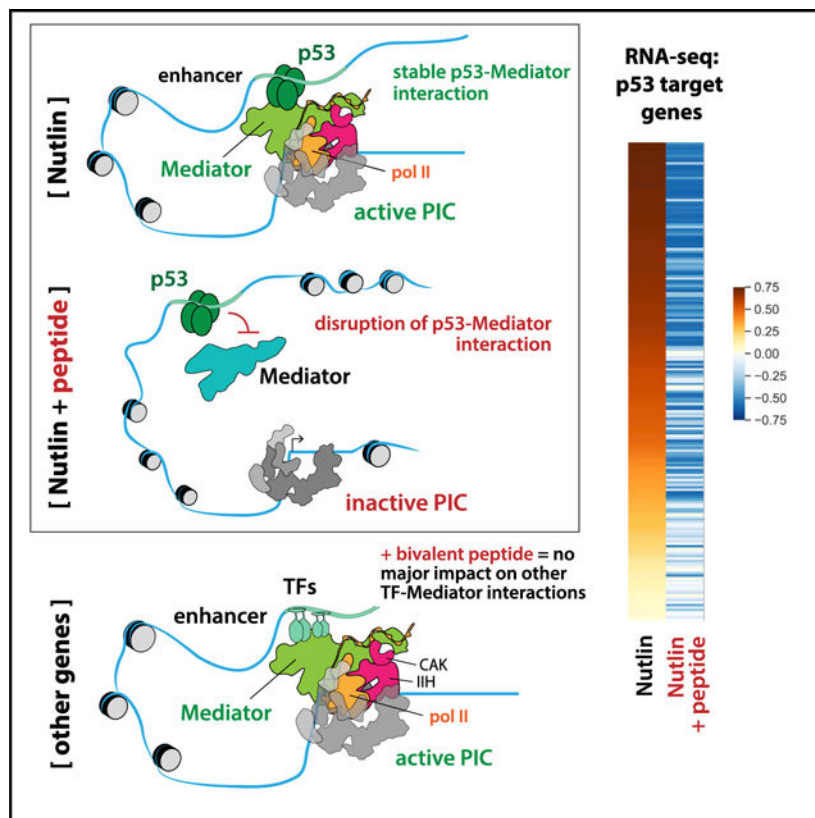 [ Nutlin ]
enhancer
p53
stable p53-Mediator
interaction
Mediator
pol II
active PIC
[ Nutlin + peptide ]
p53
disruption of p53-Mediator
interaction
Mediator
inactive PIC
[ other genes ]
+ bivalent peptide = no
major impact on other
TF-Mediator interactions
TFs
enhancer
CAK
IIH
Mediator
pol II
active PIC
RNA-seq:
p53 target
genes
0.75
0.50
0.25
0.00
−0.25
−0.50
−0.75
Nutlin
Nutlin
+ peptide